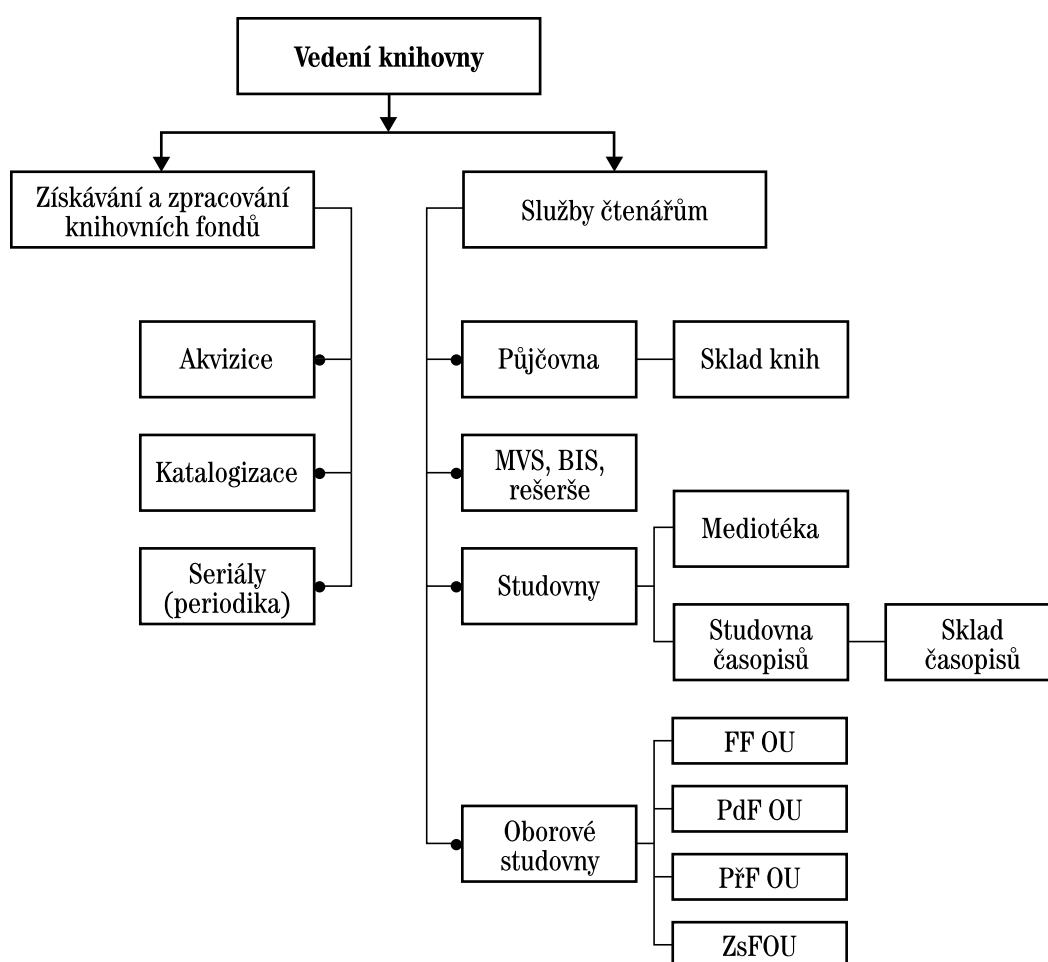 Vedení knihovny
Získávání a zpracování
knihovních fondů
Služby čtenářům
Akvizice
Půjčovna
Sklad knih
Katalogizace
MVS, BIS,
rešerše
Mediotéka
Seriály
(periodika)
Studovny
Studovna
časopisů
Sklad
časopisů
FF OU
PdF OU
Oborové
studovny
PřF OU
ZsFOU